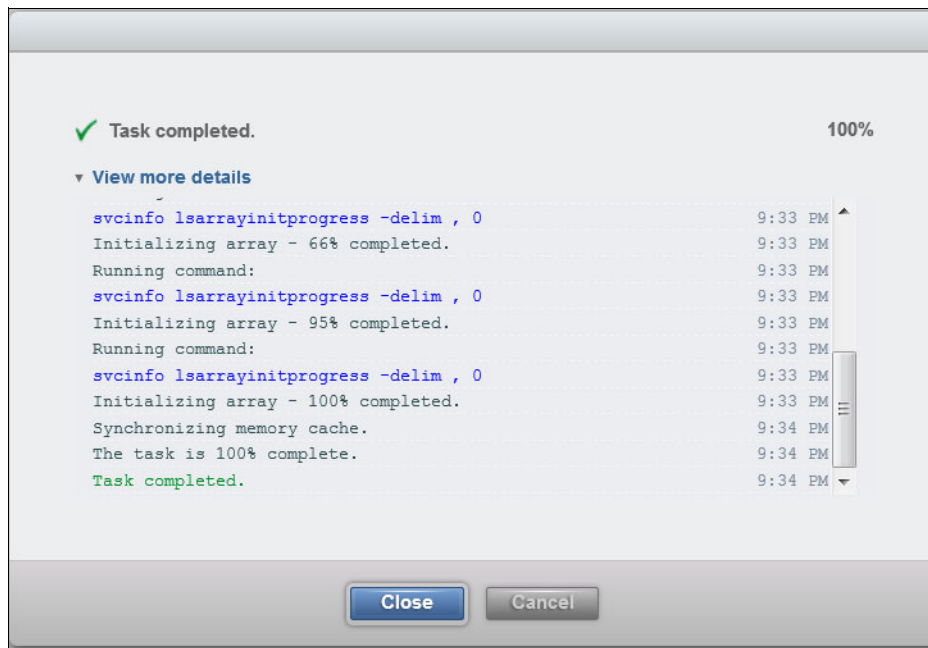 Task completed.
100%
View more details
svcinfo lsarrayinitprogress -delim , 0 9:33 PM
Initializing array - 66% completed. 9:33 PM
Running command: 9:33 PM
svcinfo lsarrayinitprogress -delim , 0 9:33 PM
Initializing array - 95% completed. 9:33 PM
Running command: 9:33 PM
svcinfo lsarrayinitprogress -delim , 0 9:33 PM
Initializing array - 100% completed. 9:33 PM
Synchronizing memory cache. 9:34 PM
The task is 100% complete. 9:34 PM
Task completed. 9:34 PM
Close Cancel